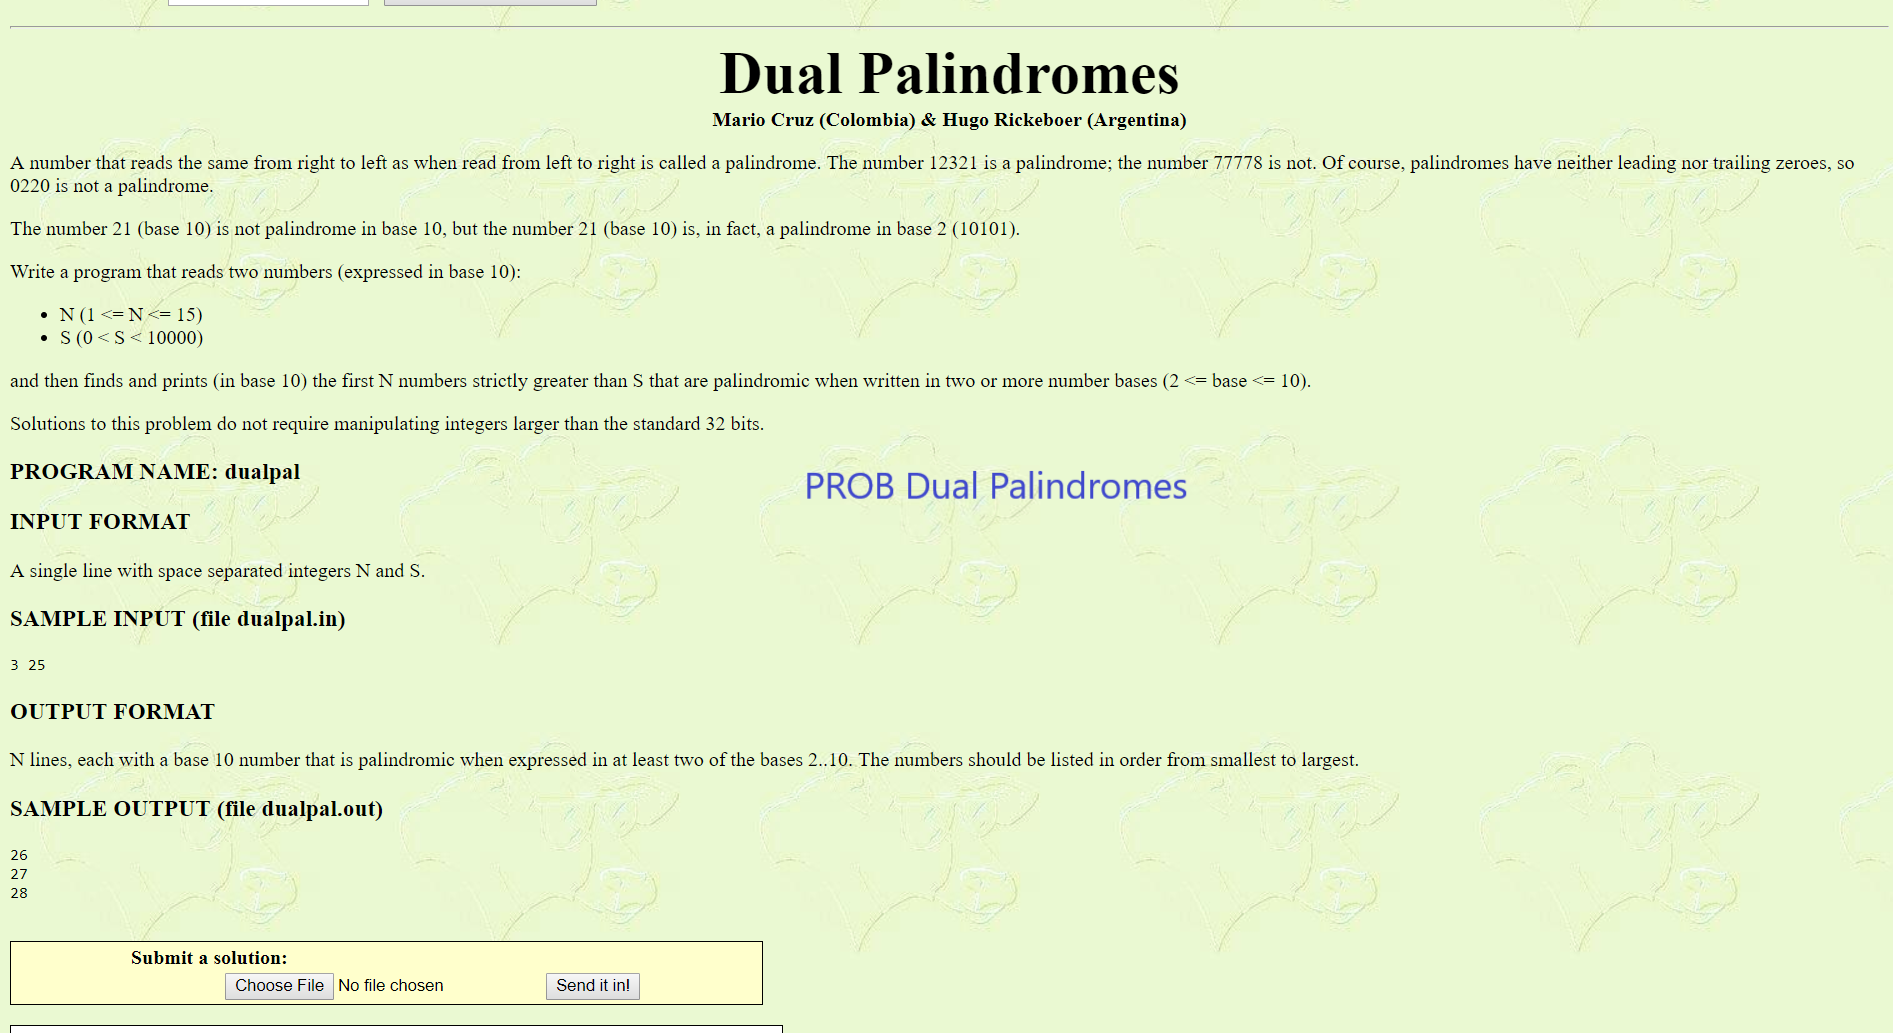 Dual Palindromes
Mario Cruz (Colombia) & Hugo Rickeboer (Argentina)
A number that reads the same from right to left as when read from left to right is called a palindrome. The number 12321 is a palindrome; the number 77778 is not. Of course, palindromes have neither leading nor trailing zeroes, so
0220 is not a palindrome.
The number 21 (base 10) is not palindrome in base 10, but the number 21 (base 10) is, in fact, a palindrome in base 2 (10101).
Write a program that reads two numbers (expressed in base 10):
• N (1 <= N <= 15)
• S (0 < S < 10000)
and then finds and prints (in base 10) the first N numbers strictly greater than S that are palindromic when written in two or more number bases (2 <= base <= 10).
Solutions to this problem do not require manipulating integers larger than the standard 32 bits.
PROGRAM NAME: dualpal
PROB Dual Palindromes
INPUT FORMAT
A single line with space separated integers N and S.
SAMPLE INPUT (file dualpal.in)
3 25
OUTPUT FORMAT
N lines, each with a base 10 number that is palindromic when expressed in at least two of the bases 2..10. The numbers should be listed in order from smallest to largest.
SAMPLE OUTPUT (file dualpal.out)
26
27
28
Submit a solution:
Choose File No file chosen Send it in!